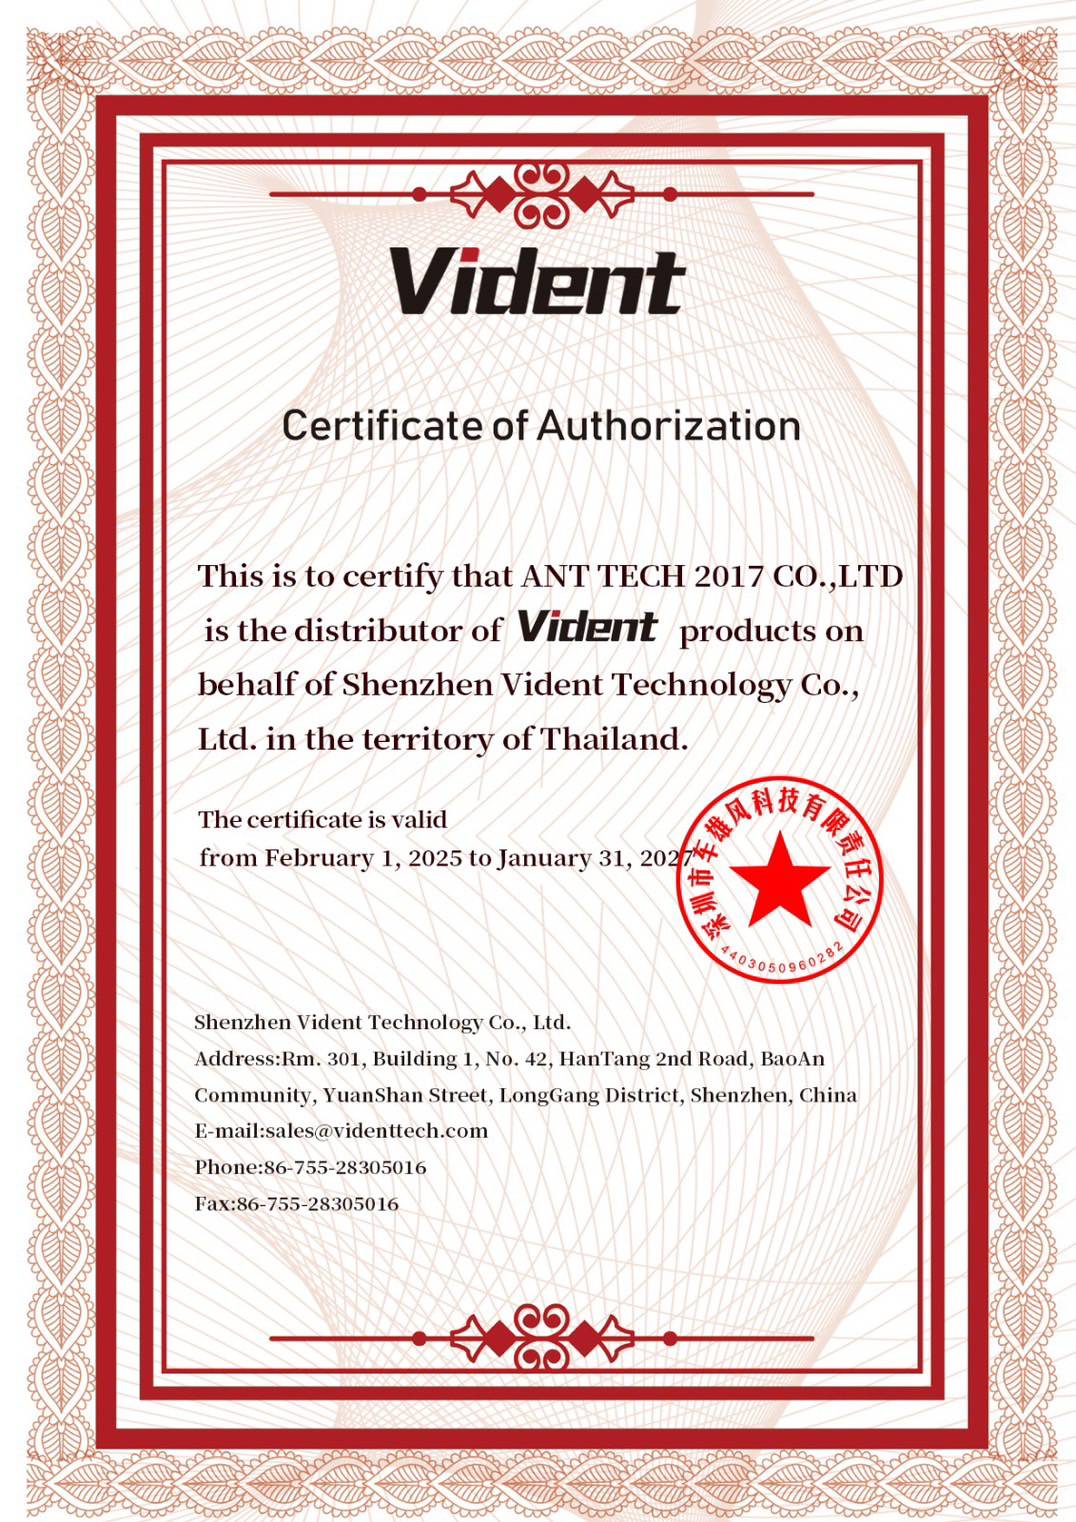 Vident
Certificate of Authorization
This is to certify that ANT TECH 2017 CO.,LTD
is the distributor of Vident products on
behalf of Shenzhen Vident Technology Co.,
Ltd. in the territory of Thailand.
The certificate is valid
from February 1, 2025 to January 31, 2027
深圳市车雄风科技有限责任公司
4403050960282
Shenzhen Vident Technology Co., Ltd.
Address:Rm. 301, Building 1, No. 42, HanTang 2nd Road, BaoAn
Community, YuanShan Street, LongGang District, Shenzhen, China
E-mail:sales@videnttech.com
Phone:86-755-28305016
Fax:86-755-28305016